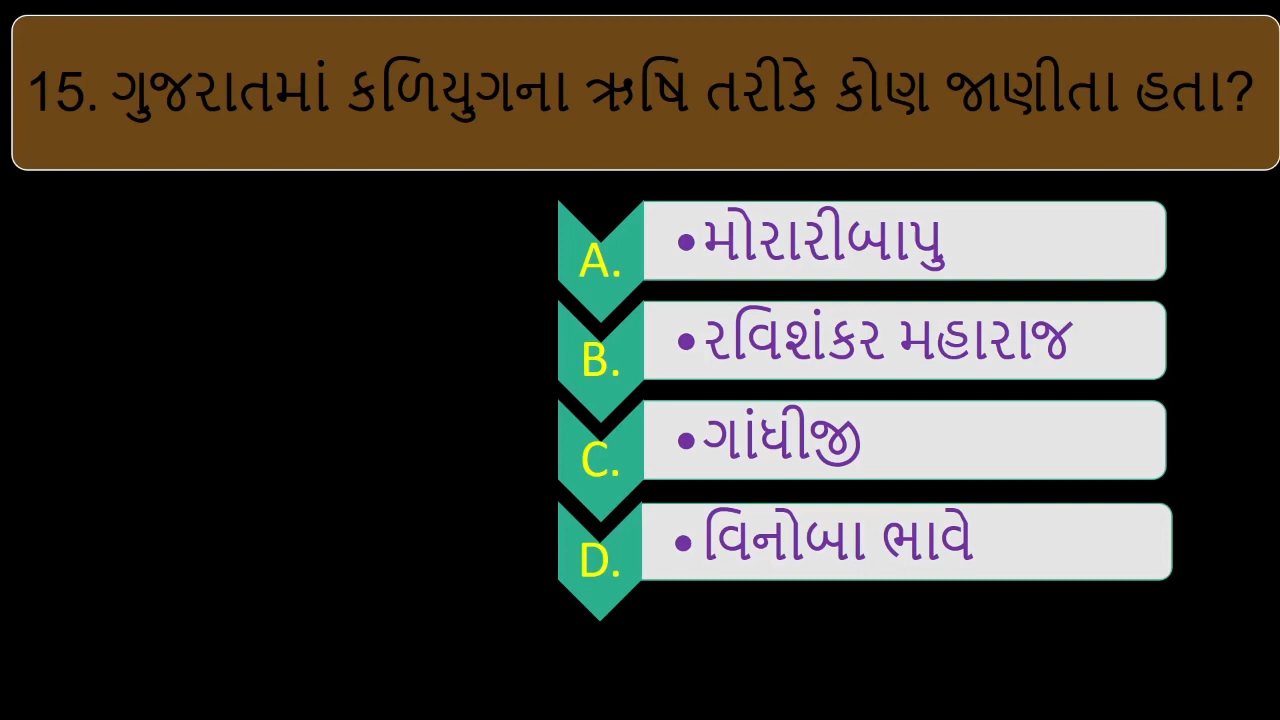 15. ગુજરાતમાં કળિયુગના ઋષિ તરીકે કોણ જાણીતા હતા?
A. •મોરારીબાપુ
B. •રવિશંકર મહારાજ
C. •ગાંધીજી
D. •વિનોબા ભાવે